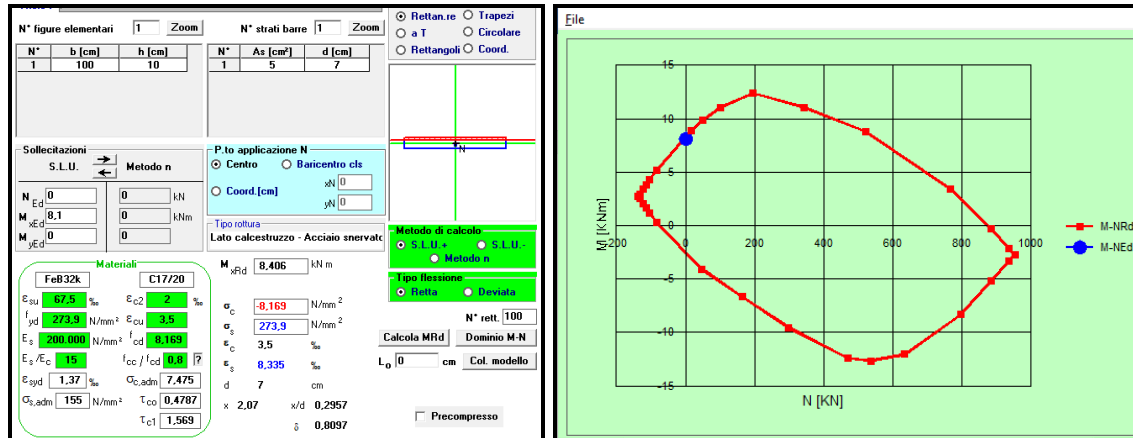 N° figure elementari 1 Zoom N° strati barre 1 Zoom
N° b [cm] h [cm]
1 100 10
N° As [cm²] d [cm]
1 5 7
Rettan.re Trapezi
a T Circolare
Rettangoli Coord.
N
Sollecitazioni
S.L.U. Metodo n
N Ed 0 0 kN
M xEd 8,1 0 kNm
M yEd 0 0
P.to applicazione N
Centro Baricentro cls
Coord.[cm] xN 0
yN 0
Tipo rottura
Lato calcestruzzo - Acciaio snervato
Metodo di calcolo
S.L.U.+ S.L.U.-
Metodo n
Tipo flessione
Retta Deviata
N° rett. 100
Calcola MRd Dominio M-N
L o 0 cm Col. modello
Precompresso
Materiali
FeB32k C17/20
ε su 67,5 ‰ ε c2 2 ‰
f yd 273,9 N/mm² ε cu 3,5
E s 200.000 N/mm² f cd 8,169
E s /E c 15 f cc / f cd 0,8 ?
ε syd 1,37 ‰ σ c,adm 7,475
σ s,adm 155 N/mm² τ co 0,4787
τ c1 1,569
M xRd 8,406 kN m
σ c -8,169 N/mm²
σ s 273,9 N/mm²
ε c 3,5 ‰
ε s 8,335 ‰
d 7 cm
x 2,07 x/d 0,2957
δ 0,8097
File
15
10
5
0
-5
-10
-15
M [KNm]
-200 0 200 400 600 800 1000
N [KN]
M-NRd
M-NEd